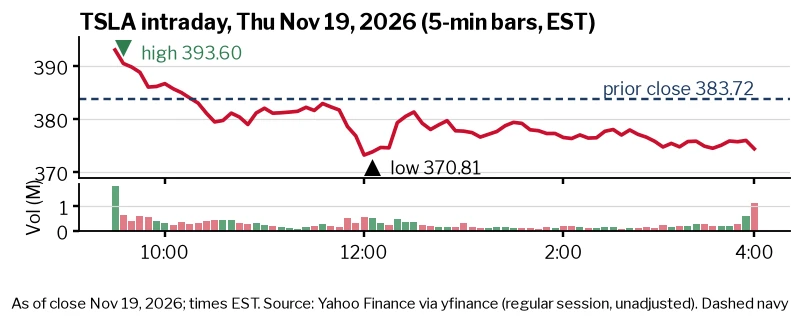 TSLA intraday, Thu Nov 19, 2026 (5-min bars, EST)
high 393.60
390
prior close 383.72
380
370
low 370.81
Vol (M)
1
0
10:00 12:00 2:00 4:00
As of close Nov 19, 2026; times EST. Source: Yahoo Finance via yfinance (regular session, unadjusted). Dashed navy